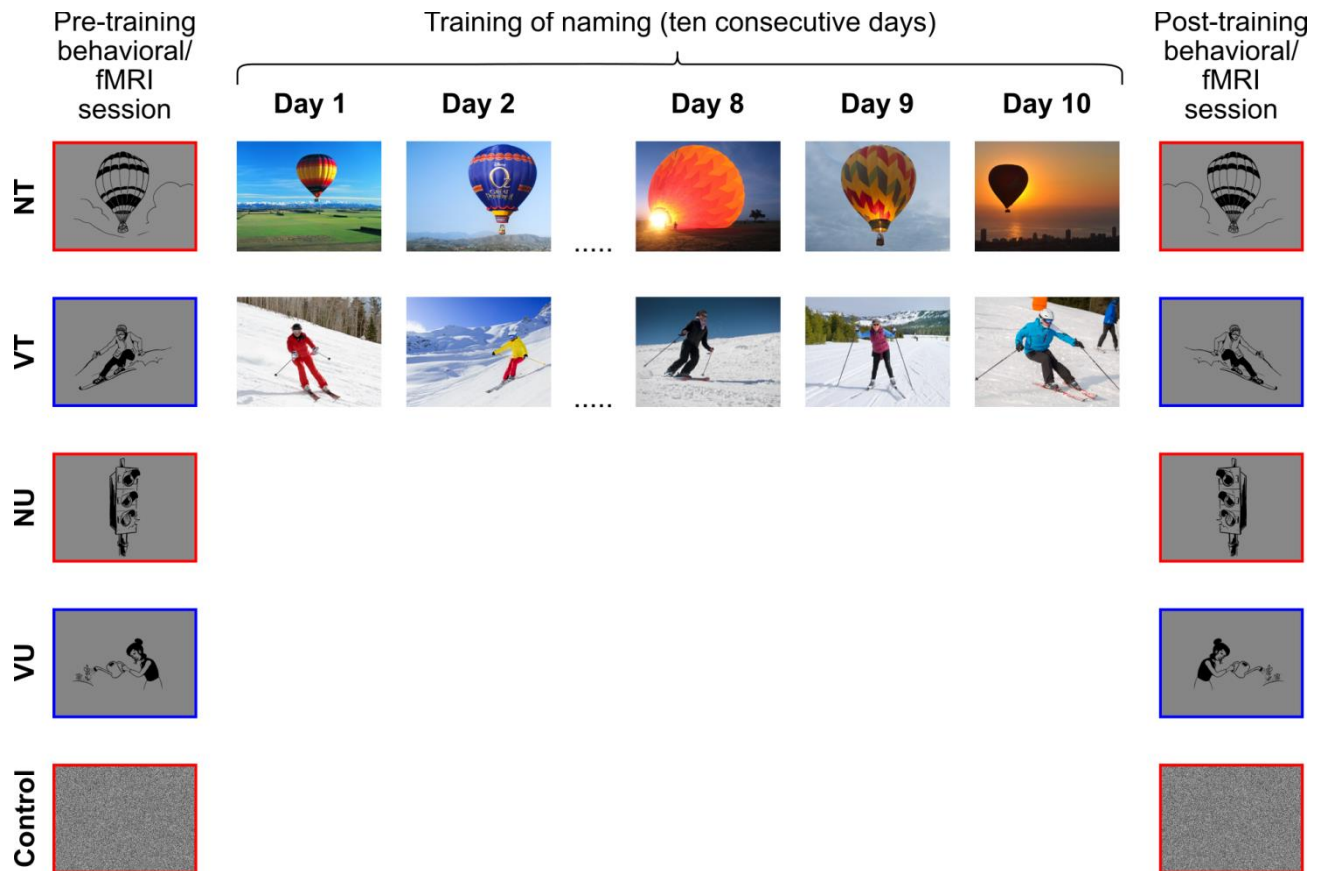 Pre-training
behavioral/
fMRI
session
Training of naming (ten consecutive days)
Post-training
behavioral/
fMRI
session
Day 1
Day 2
Day 8
Day 9
Day 10
NT
.....
VT
.....
NU
VU
Control